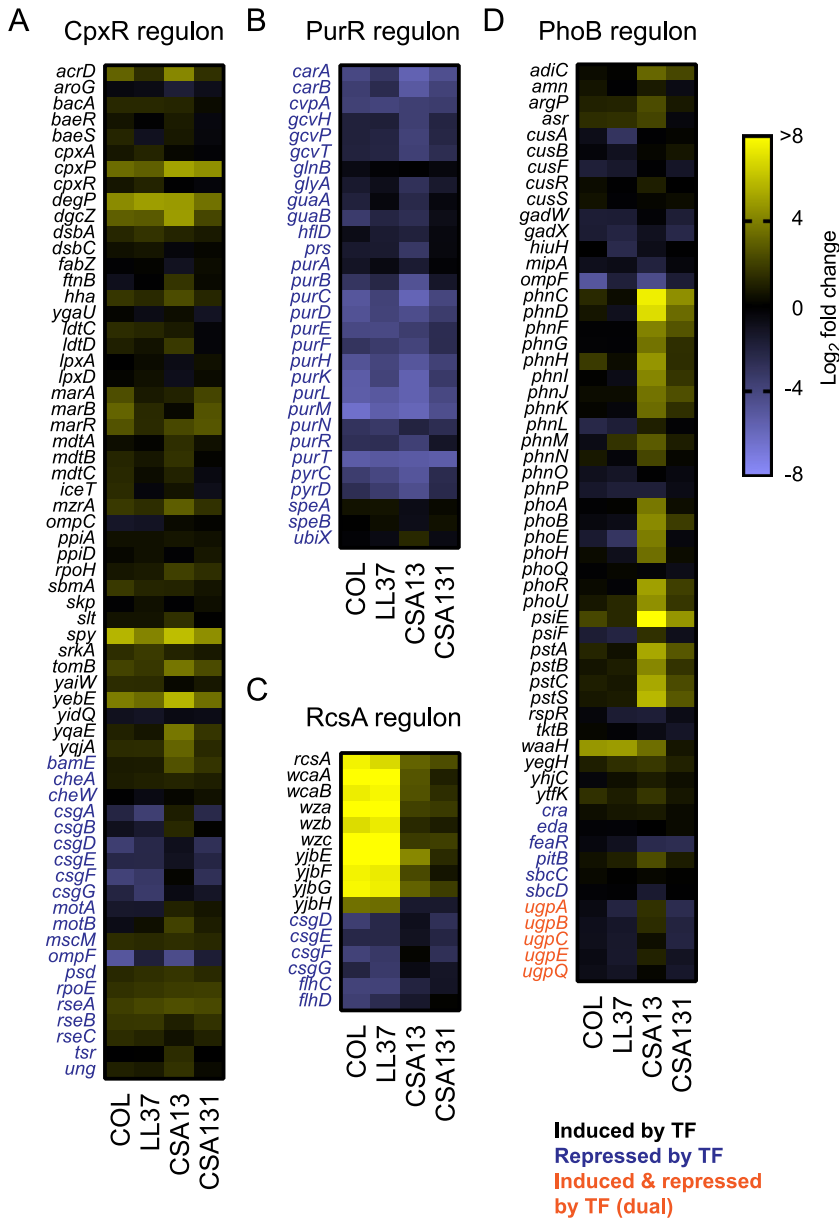 A
CpxR regulon
acrD
aroG
bacA
baeR
baeS
cpxA
cpxP
cpxR
degP
dgcZ
dsbA
dsbC
fabZ
ftnB
hha
ygaU
ldtC
ldtD
lpxA
lpxD
marA
marB
marR
mdtA
mdtB
mdtC
iceT
mzrA
ompC
ppiA
ppiD
rpoH
sbmA
skp
slt
spy
srkA
tomB
yaiW
yebE
yidQ
yqaE
yqjA
bamE
cheA
cheW
csgA
csgB
csgD
csgE
csgF
csgG
motA
motB
mscM
ompF
psd
rpoE
rseA
rseB
rseC
tsr
ung
COL
LL37
CSA13
CSA131
B
PurR regulon
carA
carB
cvpA
gcvH
gcvP
gcvT
glnB
glyA
guaA
guaB
hflD
prs
purA
purB
purC
purD
purE
purF
purH
purK
purL
purM
purN
purR
purT
pyrC
pyrD
speA
speB
ubiX
COL
LL37
CSA13
CSA131
C
RcsA regulon
rcsA
wcaA
wcaB
wza
wzb
wzc
yjbE
yjbF
yjbG
yjbH
csgD
csgE
csgF
csgG
flhC
flhD
COL
LL37
CSA13
CSA131
D
PhoB regulon
adiC
amn
argP
asr
cusA
cusB
cusF
cusR
cusS
gadW
gadX
hiuH
mipA
ompF
phnC
phnD
phnF
phnG
phnH
phnI
phnJ
phnK
phnL
phnM
phnN
phnO
phnP
phoA
phoB
phoE
phoH
phoQ
phoR
phoU
psiE
psiF
pstA
pstB
pstC
pstS
rspR
tktB
waaH
yegH
yhjC
ytfK
cra
eda
feaR
pitB
sbcC
sbcD
ugpA
ugpB
ugpC
ugpE
ugpQ
COL
LL37
CSA13
CSA131
>8
4
0
-4
-8
Log2 fold change
Induced by TF
Repressed by TF
Induced & repressed
by TF (dual)